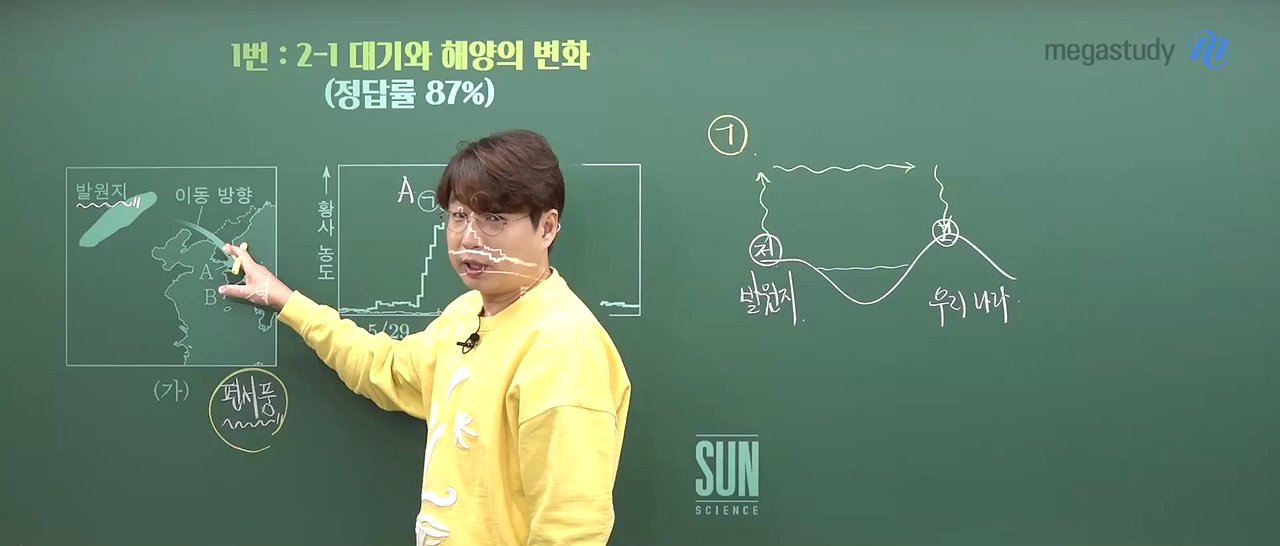 1번 : 2-1 대기와 해양의 변화
(정답률 87%)
megastudy
발원지
이동 방향
A
B
(가)
편서풍
황사 농도
A ㄱ
5/29
ㄱ
저
고
발원지
우리나라
SUN
SCIENCE